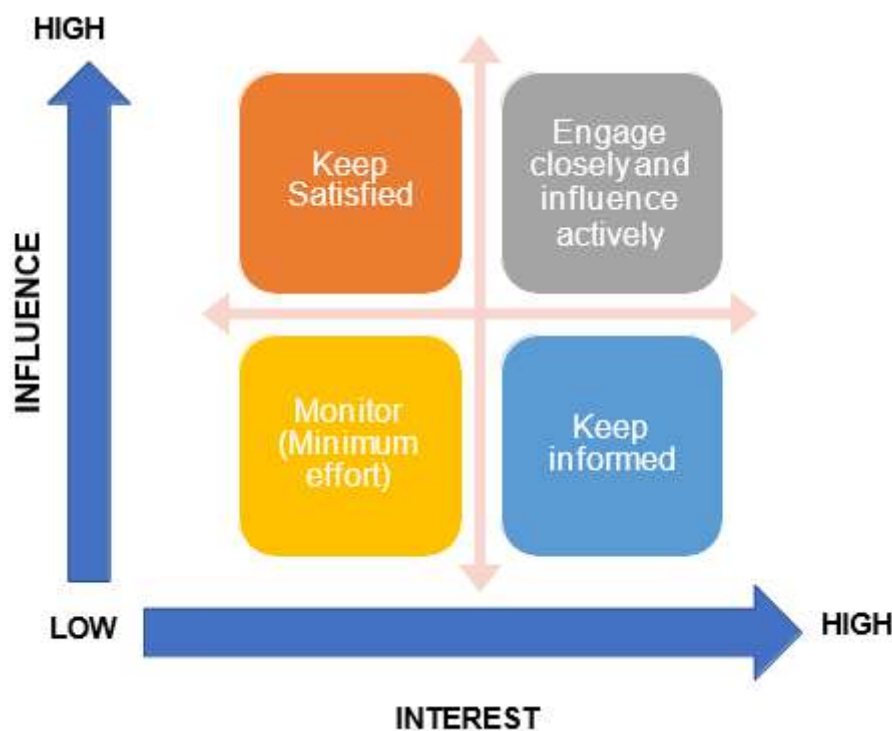 HIGH
Keep
Satisfied
Engage
closely and
influence
actively
INFLUENCE
Monitor
(Minimum
effort)
Keep
informed
LOW
HIGH
INTEREST